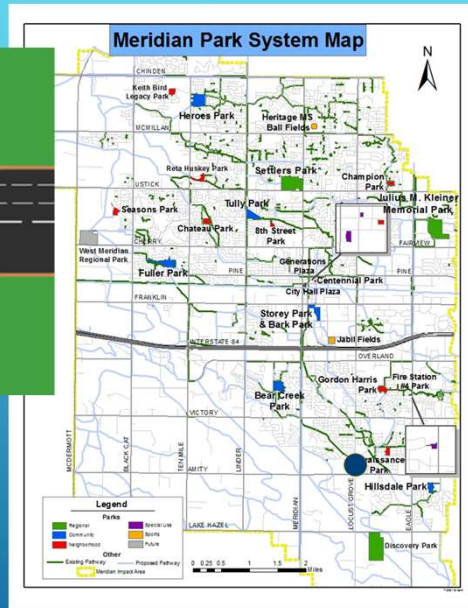 Meridian Park System Map
N
CHINDEN
Keith Bird
Legacy Park
Heroes Park
MCMILLAN
Heritage MS
Ball Fields
Reta Huskey Park
Settlers Park
Champion
Park
USTICK
Julius M. Kleiner
Memorial Park
Seasons Park
Tully Park
Chateau Park
8th Street
Park
CHERRY
FAIRVIEW
West Meridian
Regional Park
Generations
Plaza
Fuller Park
PINE
PINE
Centennial Park
City Hall Plaza
FRANKLIN
Storey Park
& Bark Park
Jabil Fields
INTERSTATE 84
OVERLAND
Gordon Harris
Park
Fire Station
#4 Park
Bear Creek
Park
VICTORY
MCDERMOTT
BLACK CAT
TEN MILE
LINDER
MERIDIAN
LOCUST GROVE
EAGLE
AMITY
aissance
Park
Hillsdale Park
LAKE HAZEL
Discovery Park
Legend
Parks
Regional
Special Use
Community
Sports
Neighborhood
Future
Other
Existing Pathway
Proposed Pathway
Meridian Impact Area
0 0.25 0.5 1 1.5 2
Miles